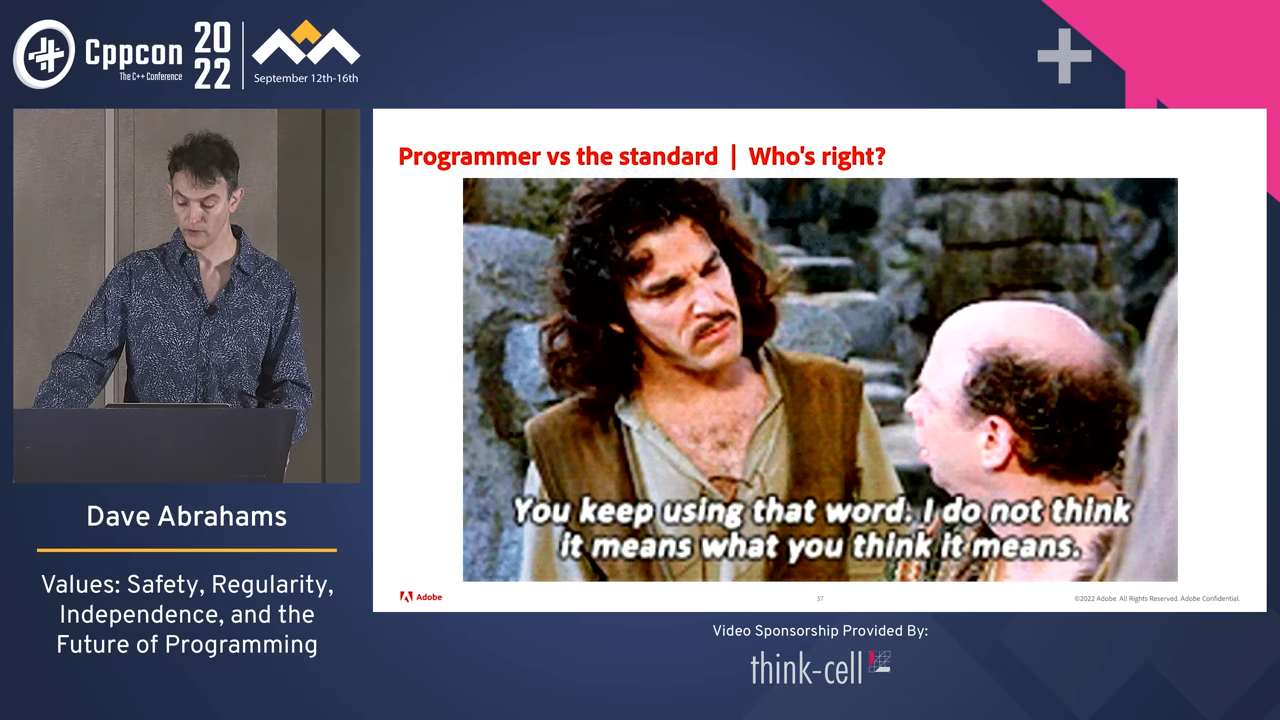 Cppcon
The C++ Conference
20
22
September 12th-16th
Programmer vs the standard | Who's right?
You keep using that word. I do not think
it means what you think it means.
Adobe
37
©2022 Adobe. All Rights Reserved. Adobe Confidential.
Dave Abrahams
Values: Safety, Regularity,
Independence, and the
Future of Programming
Video Sponsorship Provided By:
think-cell